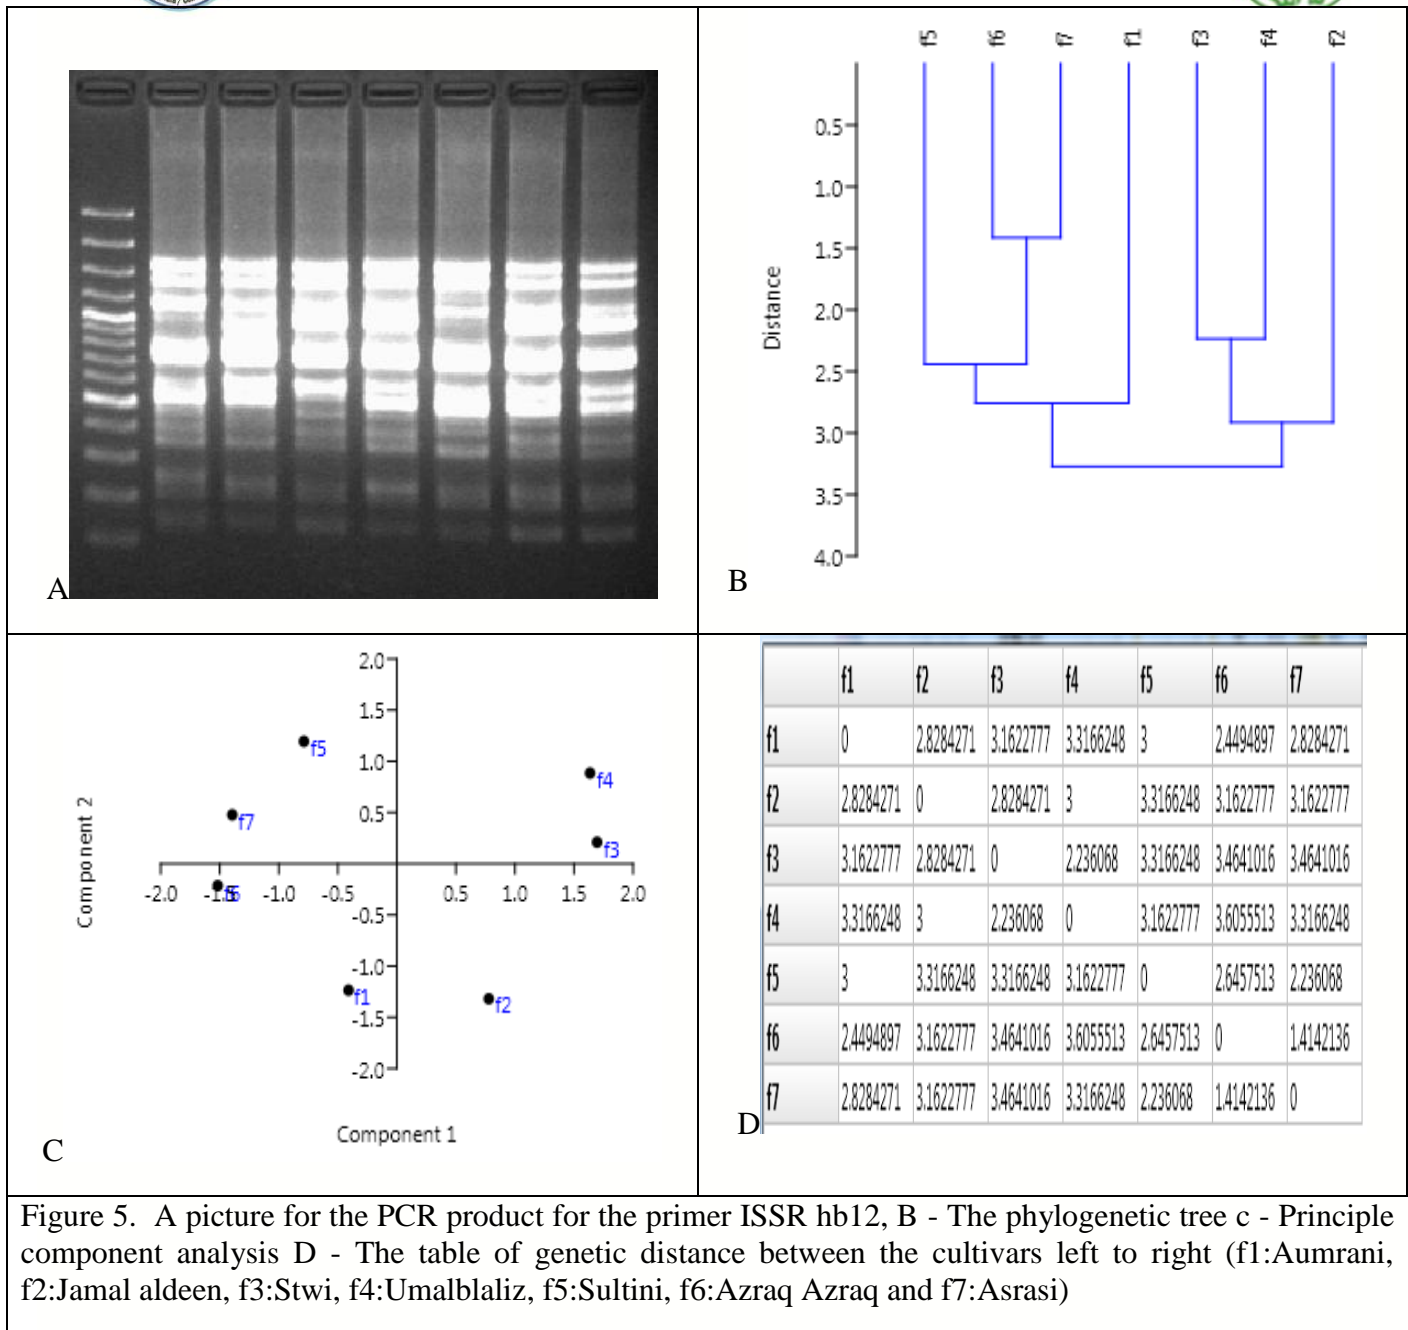 A
f5 f6 f7 f1 f3 f4 f2
0.5
1.0
1.5
2.0
2.5
3.0
3.5
4.0
Distance
B
2.0
1.5
1.0
0.5
-2.0 -1.0 -0.5 0.5 1.0 1.5 2.0
-0.5
-1.0
-1.5
-2.0
f5
f4
f7
f3
f6
f1
f2
Component 2
Component 1
C
f1 f2 f3 f4 f5 f6 f7
f1 0 2.8284271 3.1622777 3.3166248 3 2.4494897 2.8284271
f2 2.8284271 0 2.8284271 3 3.3166248 3.1622777 3.1622777
f3 3.1622777 2.8284271 0 2.236068 3.3166248 3.4641016 3.4641016
f4 3.3166248 3 2.236068 0 3.1622777 3.6055513 3.3166248
f5 3 3.3166248 3.3166248 3.1622777 0 2.6457513 2.236068
f6 2.4494897 3.1622777 3.4641016 3.6055513 2.6457513 0 1.4142136
f7 2.8284271 3.1622777 3.4641016 3.3166248 2.236068 1.4142136 0
D
Figure 5. A picture for the PCR product for the primer ISSR hb12, B - The phylogenetic tree c - Principle
component analysis D - The table of genetic distance between the cultivars left to right (f1:Aumrani,
f2:Jamal aldeen, f3:Stwi, f4:Umalblaliz, f5:Sultini, f6:Azraq Azraq and f7:Asrasi)